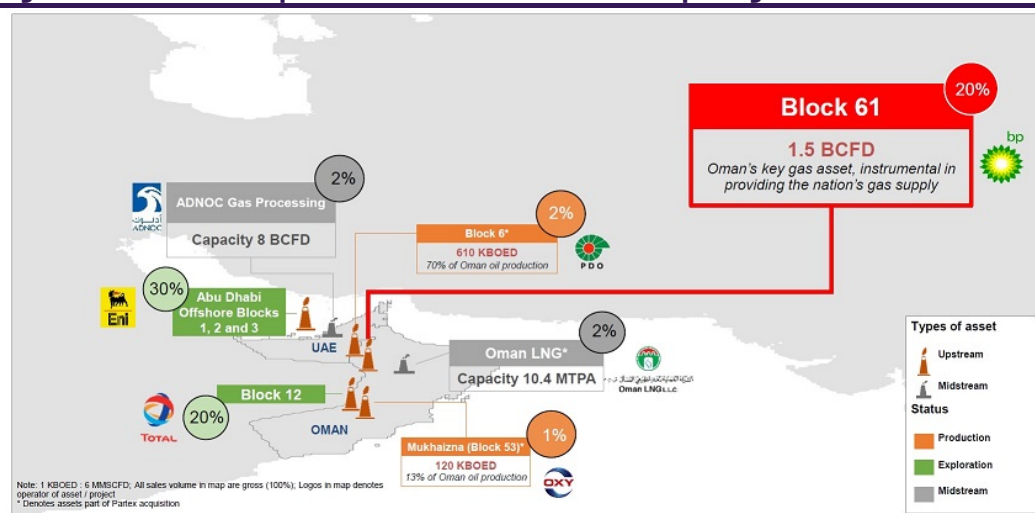 20%
Block 61
1.5 BCFD
Oman's key gas asset, instrumental in
providing the nation's gas supply
bp
2%
ADNOC Gas Processing
Capacity 8 BCFD
أدنوك
ADNOC
2%
Block 6*
610 KBOED
70% of Oman oil production
PDO
30%
Eni
Abu Dhabi
Offshore Blocks
1, 2 and 3
UAE
2%
Oman LNG*
Capacity 10.4 MTPA
Oman LNG L.L.C
Block 12
20%
TOTAL
OMAN
1%
Mukhaizna (Block 53)*
120 KBOED
13% of Oman oil production
OXY
Types of asset
Upstream
Midstream
Status
Production
Exploration
Midstream
Note: 1 KBOED : 6 MMSCFD; All sales volume in map are gross (100%); Logos in map denotes
operator of asset / project
* Denotes assets part of Partex acquisition